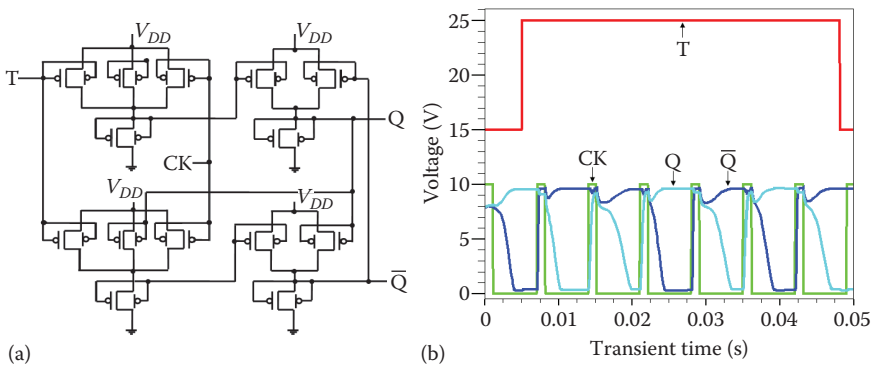 V_DD
V_DD
T
Q
CK
V_DD
V_DD
Q̅
(a)
Voltage (V)
25
20
15
10
5
0
T
CK
Q
Q̅
0
0.01
0.02
0.03
0.04
0.05
Transient time (s)
(b)